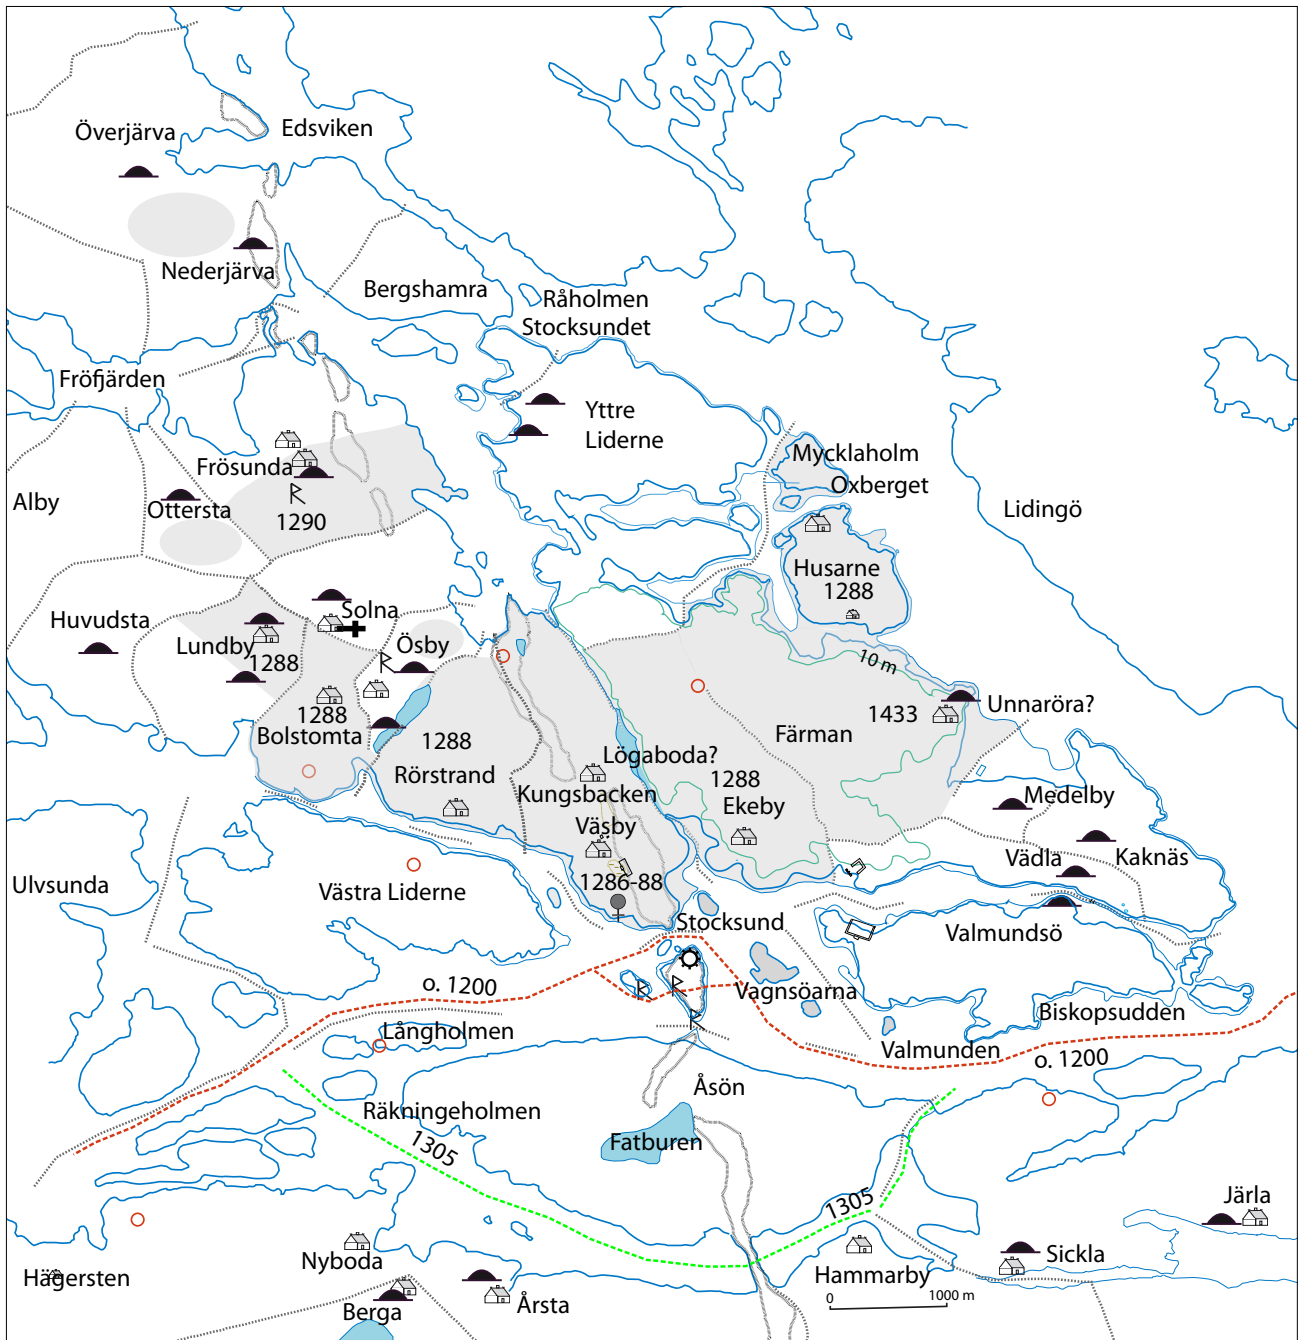 Överjärva
Edsviken
Nederjärva
Bergshamra
Råholmen
Stocksundet
Fröfjärden
Yttre
Liderne
Mycklaholm
Oxberget
Frösunda
Alby
Ottersta
1290
Lidingö
Husarne
1288
Huvudsta
Solna
Lundby
1288
Ösby
10 m
Unnaröra?
1433
Färman
1288
Bolstomta
1288
Rörstrand
Lögaboda?
1288
Ekeby
Kungsbacken
Väsby
1286-88
Medelby
Vädla
Kaknäs
Ulvsunda
Västra Liderne
Stocksund
Valmundsö
o. 1200
Vagnsöarna
Biskopsudden
Långholmen
Valmunden
o. 1200
Åsön
Räkningeholmen
1305
Fatburen
1305
Järla
Nyboda
Sickla
Hägersten
Hammarby
Berga
Årsta
0
1000 m